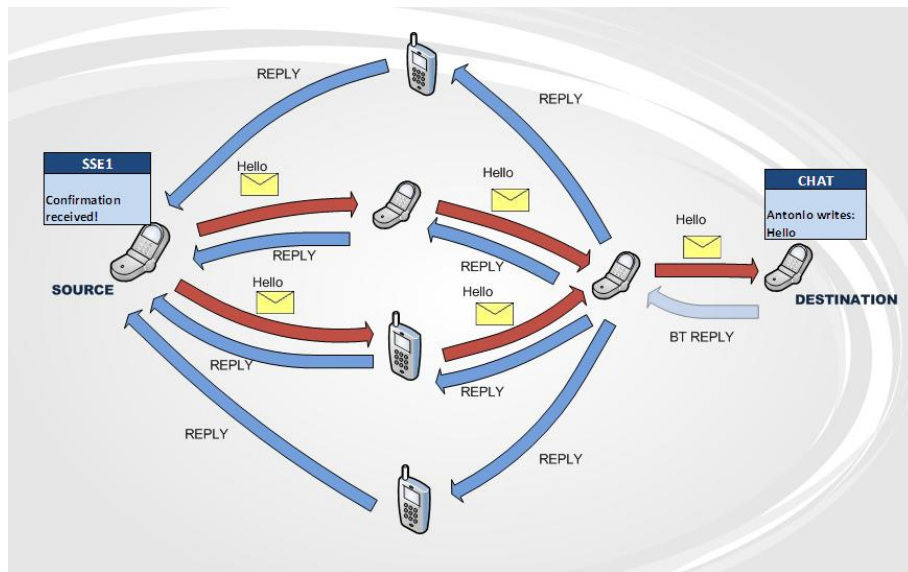 REPLY
REPLY
SSE1
Confirmation
received!
Hello
Hello
CHAT
Antonio writes:
Hello
Hello
REPLY
REPLY
SOURCE
Hello
Hello
DESTINATION
BT REPLY
REPLY
REPLY
REPLY
REPLY